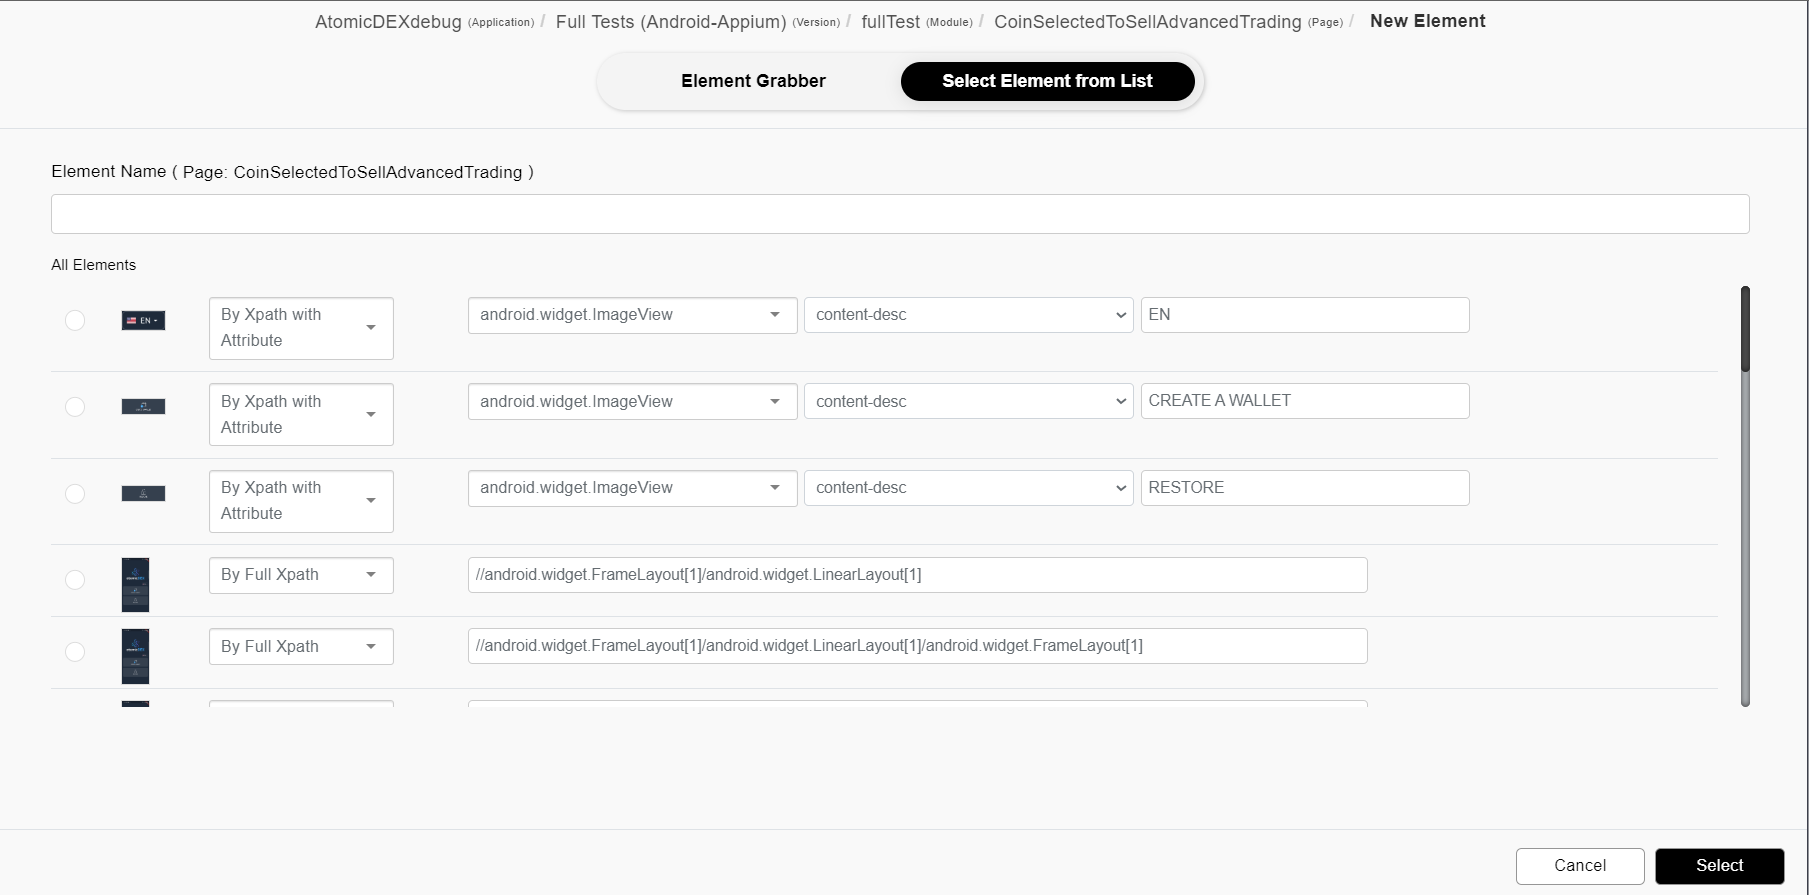 AtomicDEXdebug (Application) / Full Tests (Android-Appium) (Version) / fullTest (Module) / CoinSelectedToSellAdvancedTrading (Page) / New Element
Element Grabber Select Element from List
Element Name ( Page: CoinSelectedToSellAdvancedTrading )
All Elements
EN By Xpath with Attribute android.widget.ImageView content-desc EN
By Xpath with Attribute android.widget.ImageView content-desc CREATE A WALLET
By Xpath with Attribute android.widget.ImageView content-desc RESTORE
By Full Xpath //android.widget.FrameLayout[1]/android.widget.LinearLayout[1]
By Full Xpath //android.widget.FrameLayout[1]/android.widget.LinearLayout[1]/android.widget.FrameLayout[1]
Cancel Select